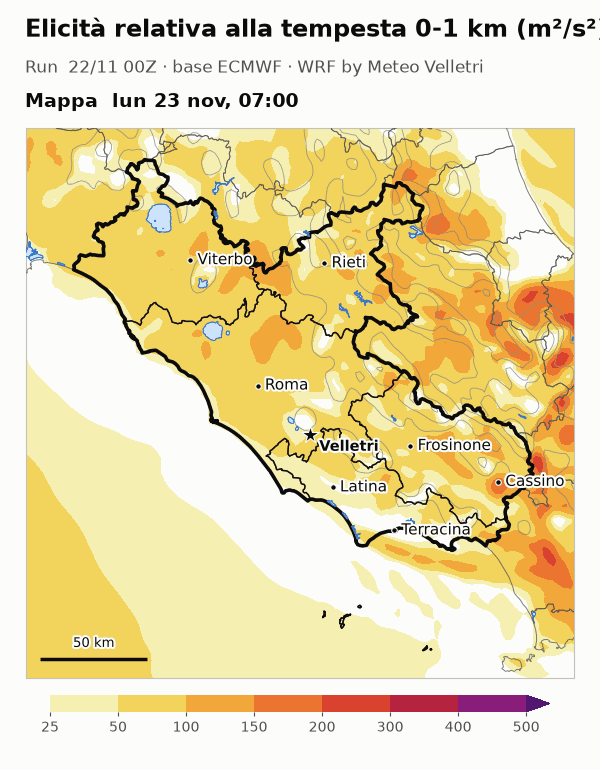 Elicità relativa alla tempesta 0-1 km (m²/s²)
Run  22/11 00Z · base ECMWF · WRF by Meteo Velletri
Mappa  lun 23 nov, 07:00
Viterbo
Rieti
Roma
Velletri
Frosinone
Cassino
Latina
Terracina
50 km
25 50 100 150 200 300 400 500